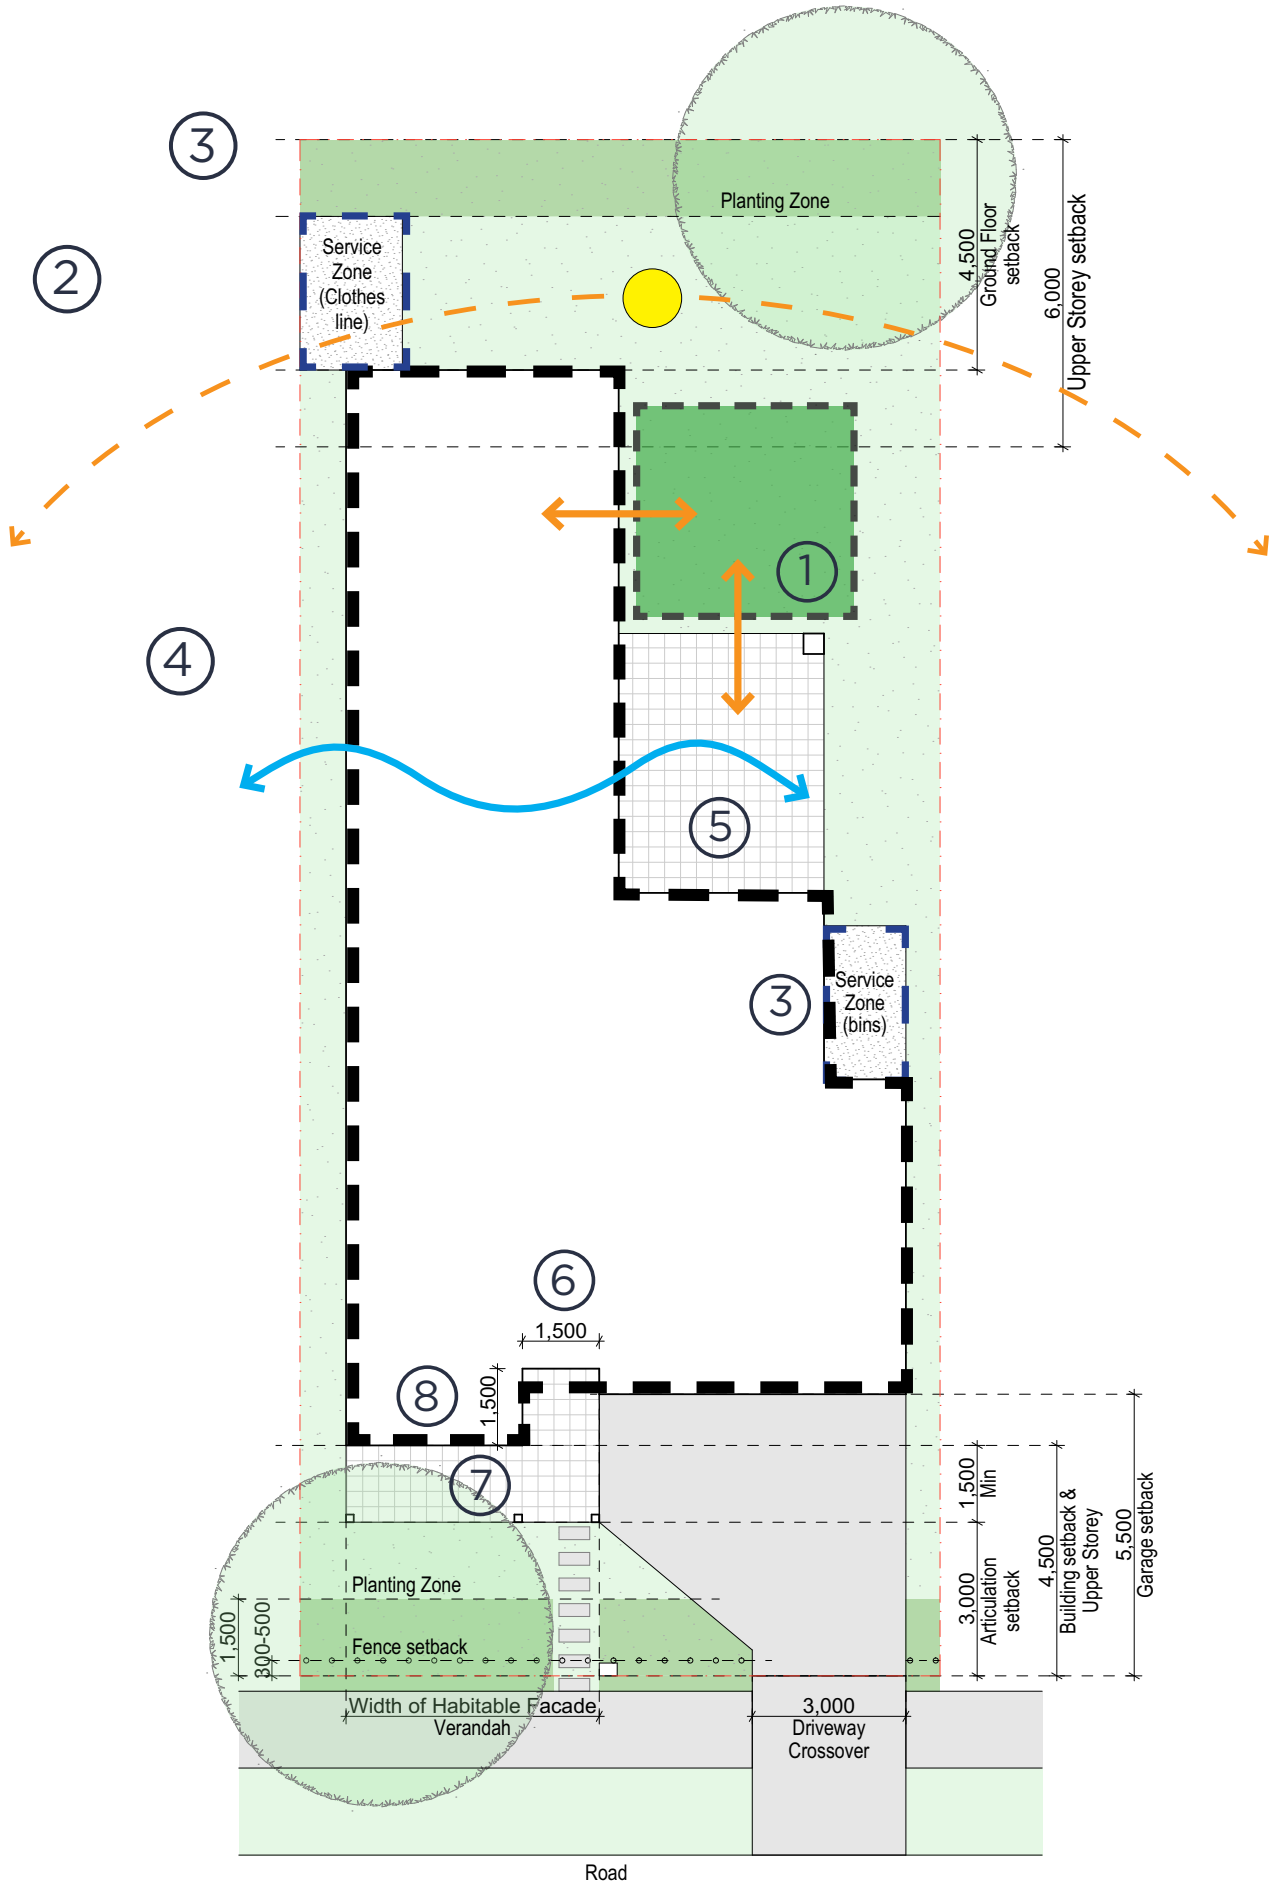 3
Planting Zone
2
Service
Zone
(Clothes
line)
4,500
Ground Floor
setback
6,000
Upper Storey setback
1
4
5
3
Service
Zone
(bins)
6
1,500
8
1,500
7
1,500
Min
Planting Zone
Fence setback
1,500
300-500
3,000
Articulation
setback
4,500
Building setback &
Upper Storey
5,500
Garage setback
Width of Habitable Facade
Verandah
3,000
Driveway
Crossover
Road